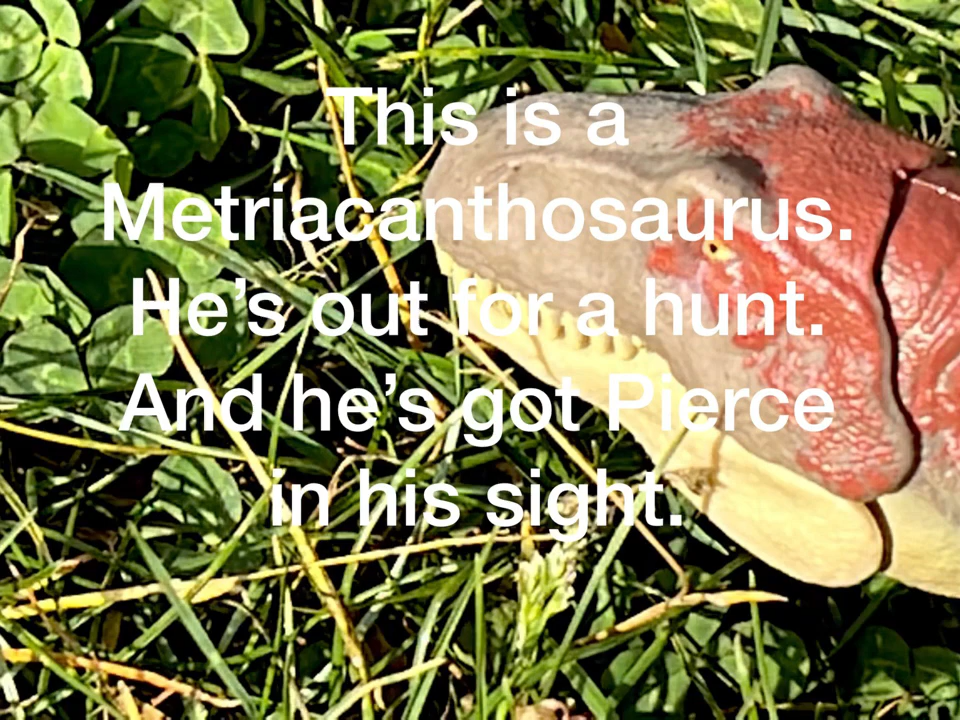 This is a
Metriacanthosaurus.
He’s out for a hunt.
And he’s got Pierce
in his sight.